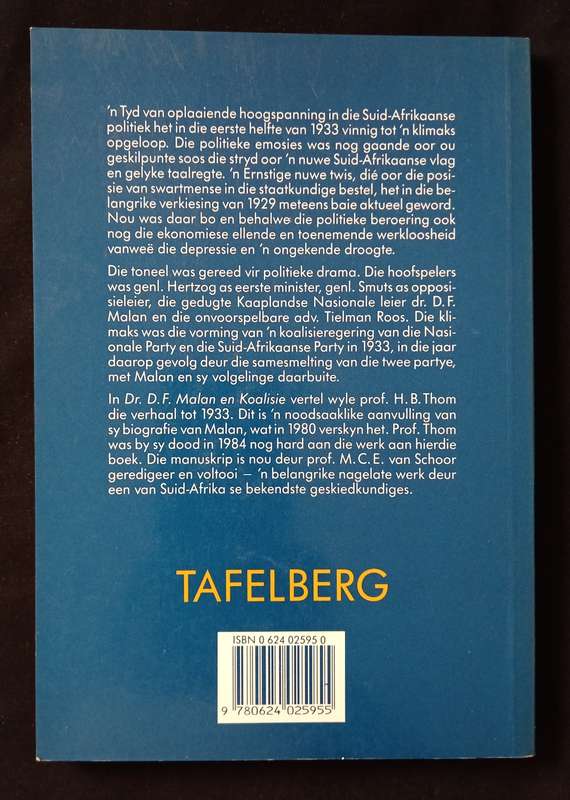 'n Tyd van oplaaiende hoogspanning in die Suid-Afrikaanse
politiek het in die eerste helfte van 1933 vinnig tot 'n klimaks
opgeloop. Die politieke emosies was nog gaande oor ou
geskilpunte soos die stryd oor 'n nuwe Suid-Afrikaanse vlag
en gelyke taalregte. 'n Ernstige nuwe twis, dié oor die posi-
sie van swartmense in die staatkundige bestel, het in die be-
langrike verkiesing van 1929 meteens baie aktueel geword.
Nou was daar bo en behalwe die politieke beroering ook
nog die ekonomiese ellende en toenemende werkloosheid
vanweë die depressie en 'n ongekende droogte.
Die toneel was gereed vir politieke drama. Die hoofspelers
was genl. Hertzog as eerste minister, genl. Smuts as opposi-
sieleier, die gedugte Kaaplandse Nasionale leier dr. D.F.
Malan en die onvoorspelbare adv. Tielman Roos. Die kli-
maks was die vorming van 'n koalisieregering van die Nasi-
onale Party en die Suid-Afrikaanse Party in 1933, in die jaar
daarop gevolg deur die samesmelting van die twee partye,
met Malan en sy volgelinge daarbuite.
In Dr. D.F. Malan en Koalisie vertel wyle prof. H.B. Thom
die verhaal tot 1933. Dit is 'n noodsaaklike aanvulling van
sy biografie van Malan, wat in 1980 verskyn het. Prof. Thom
was by sy dood in 1984 nog hard aan die werk aan hierdie
boek. Die manuskrip is nou deur prof. M.C.E. van Schoor
geredigeer en voltooi – 'n belangrike nagelate werk deur
een van Suid-Afrika se bekendste geskiedkundiges.
TAFELBERG
ISBN 0 624 02595 0
9 780624 025955